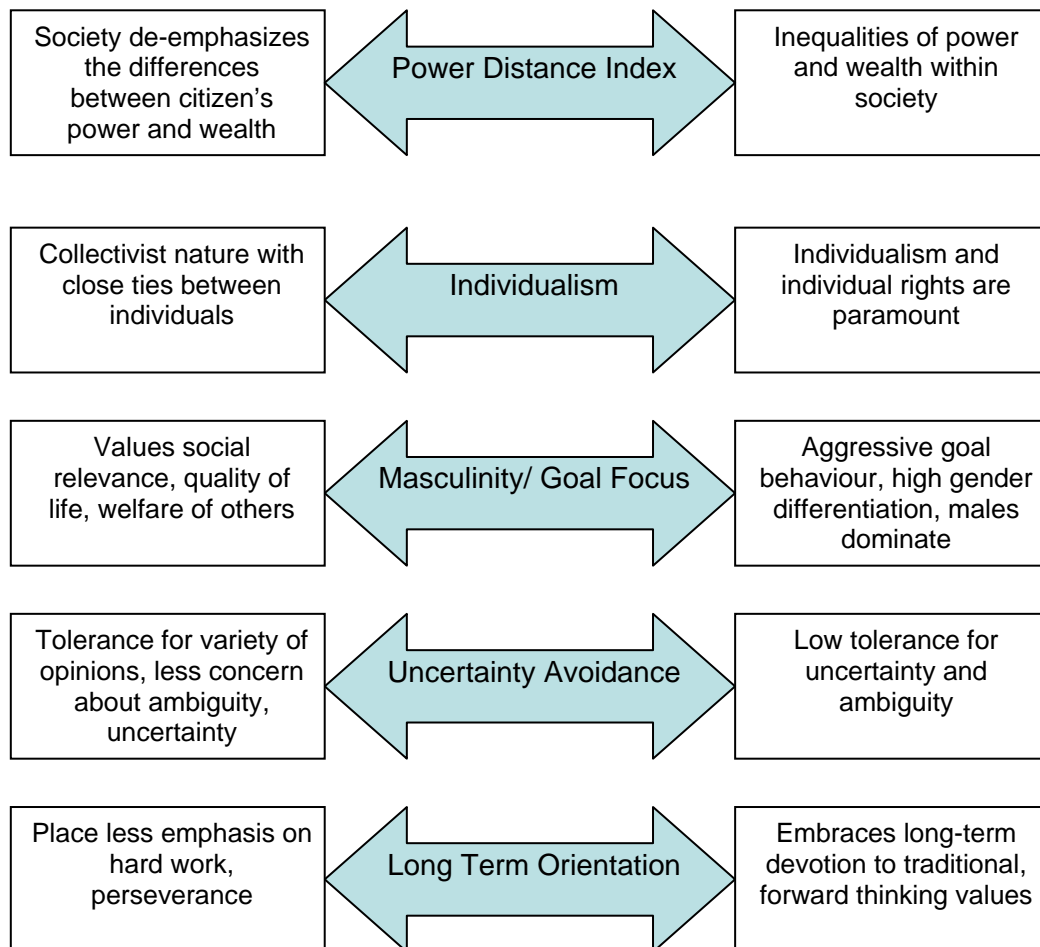 Society de-emphasizes
the differences
between citizen’s
power and wealth
Power Distance Index
Inequalities of power
and wealth within
society
Collectivist nature with
close ties between
individuals
Individualism
Individualism and
individual rights are
paramount
Values social
relevance, quality of
life, welfare of others
Masculinity/ Goal Focus
Aggressive goal
behaviour, high gender
differentiation, males
dominate
Tolerance for variety of
opinions, less concern
about ambiguity,
uncertainty
Uncertainty Avoidance
Low tolerance for
uncertainty and
ambiguity
Place less emphasis on
hard work,
perseverance
Long Term Orientation
Embraces long-term
devotion to traditional,
forward thinking values